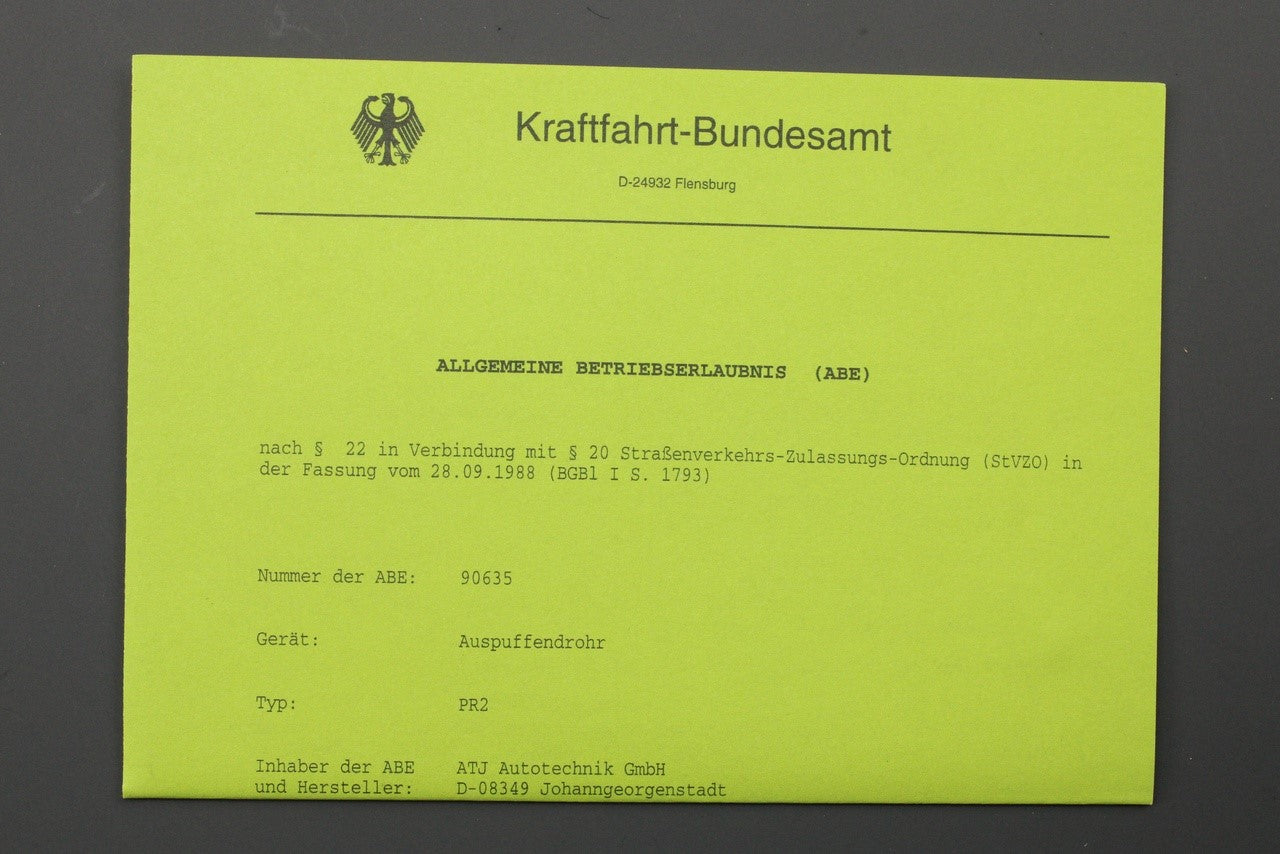 Kraftfahrt-Bundesamt
D-24932 Flensburg
ALLGEMEINE BETRIEBSERLAUBNIS (ABE)
nach § 22 in Verbindung mit § 20 Straßenverkehrs-Zulassungs-Ordnung (StVZO) in
der Fassung vom 28.09.1988 (BGBl I S. 1793)
Nummer der ABE: 90635
Gerät: Auspuffendrohr
Typ: PR2
Inhaber der ABE ATJ Autotechnik GmbH
und Hersteller: D-08349 Johanngeorgenstadt